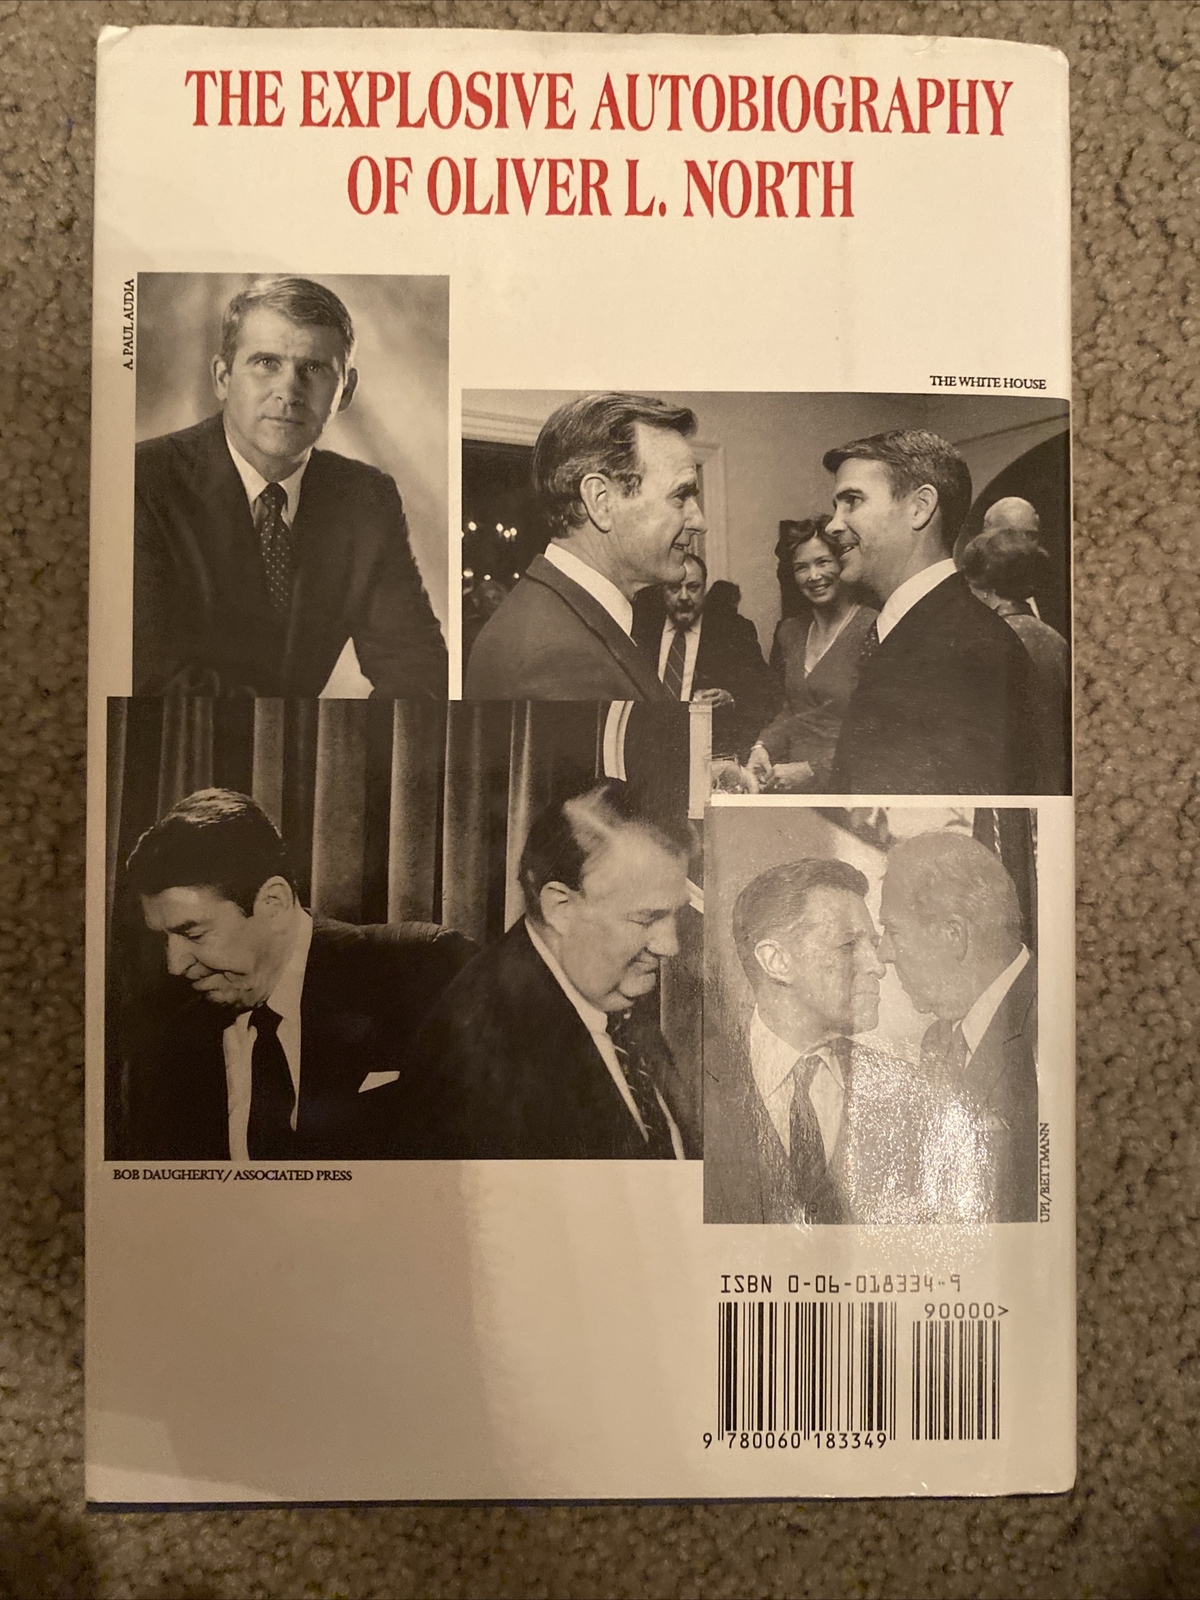 THE EXPLOSIVE AUTOBIOGRAPHY
OF OLIVER L. NORTH
A. PAUL AUDIA
THE WHITE HOUSE
BOB DAUGHERTY/ASSOCIATED PRESS
UPI/BETTMANN
ISBN 0-06-018334-9
90000>
9 780060 183349